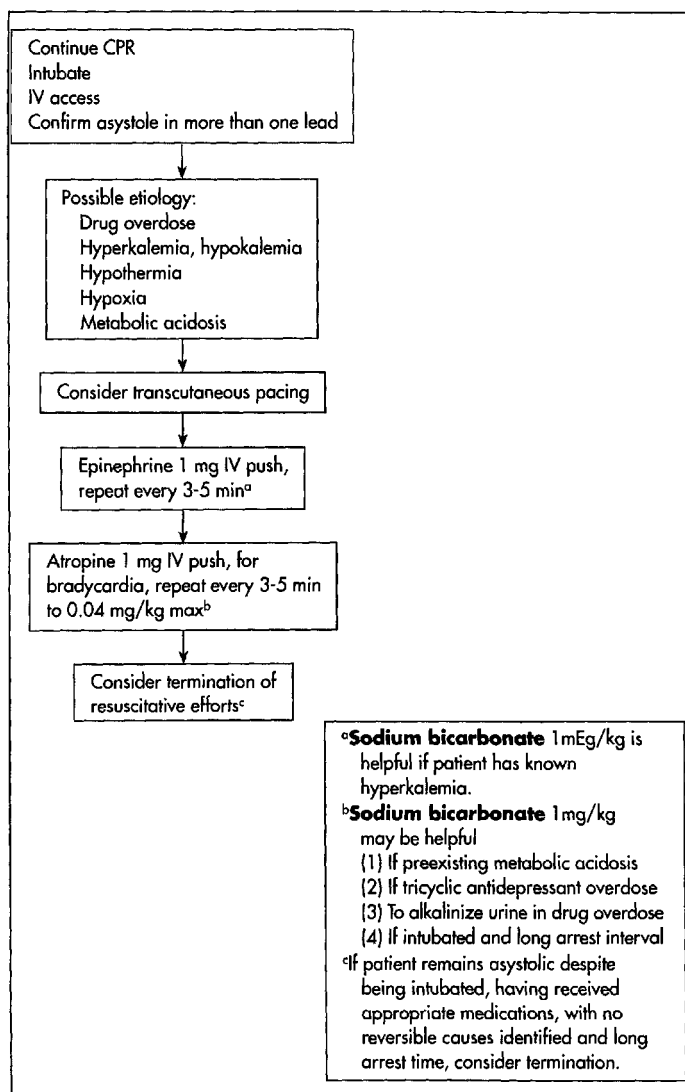 Continue CPR
Intubate
IV access
Confirm asystole in more than one lead
Possible etiology:
Drug overdose
Hyperkalemia, hypokalemia
Hypothermia
Hypoxia
Metabolic acidosis
Consider transcutaneous pacing
Epinephrine 1 mg IV push,
repeat every 3-5 minᵃ
Atropine 1 mg IV push, for
bradycardia, repeat every 3-5 min
to 0.04 mg/kg maxᵇ
Consider termination of
resuscitative effortsᶜ
ᵃSodium bicarbonate 1mEg/kg is
helpful if patient has known
hyperkalemia.
ᵇSodium bicarbonate 1mg/kg
may be helpful
(1) If preexisting metabolic acidosis
(2) If tricyclic antidepressant overdose
(3) To alkalinize urine in drug overdose
(4) If intubated and long arrest interval
ᶜIf patient remains asystolic despite
being intubated, having received
appropriate medications, with no
reversible causes identified and long
arrest time, consider termination.